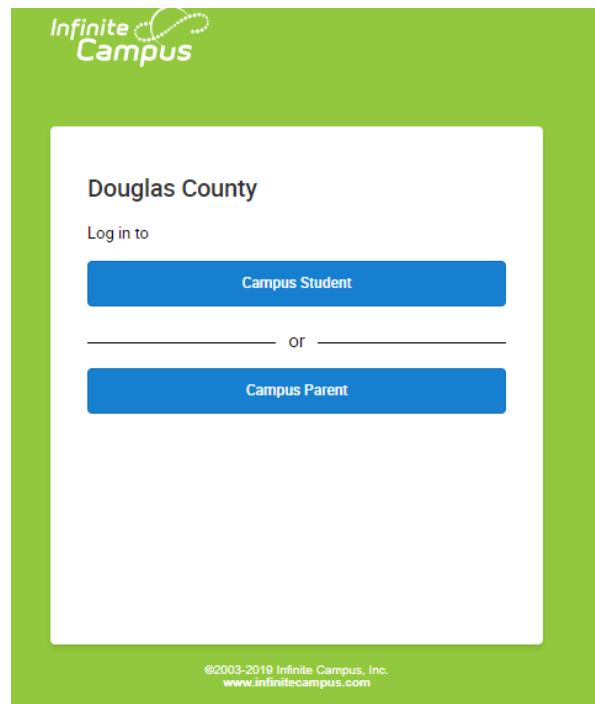 Infinite
Campus
Douglas County
Log in to
Campus Student
or
Campus Parent
©2003-2019 Infinite Campus, Inc.
www.infinitecampus.com